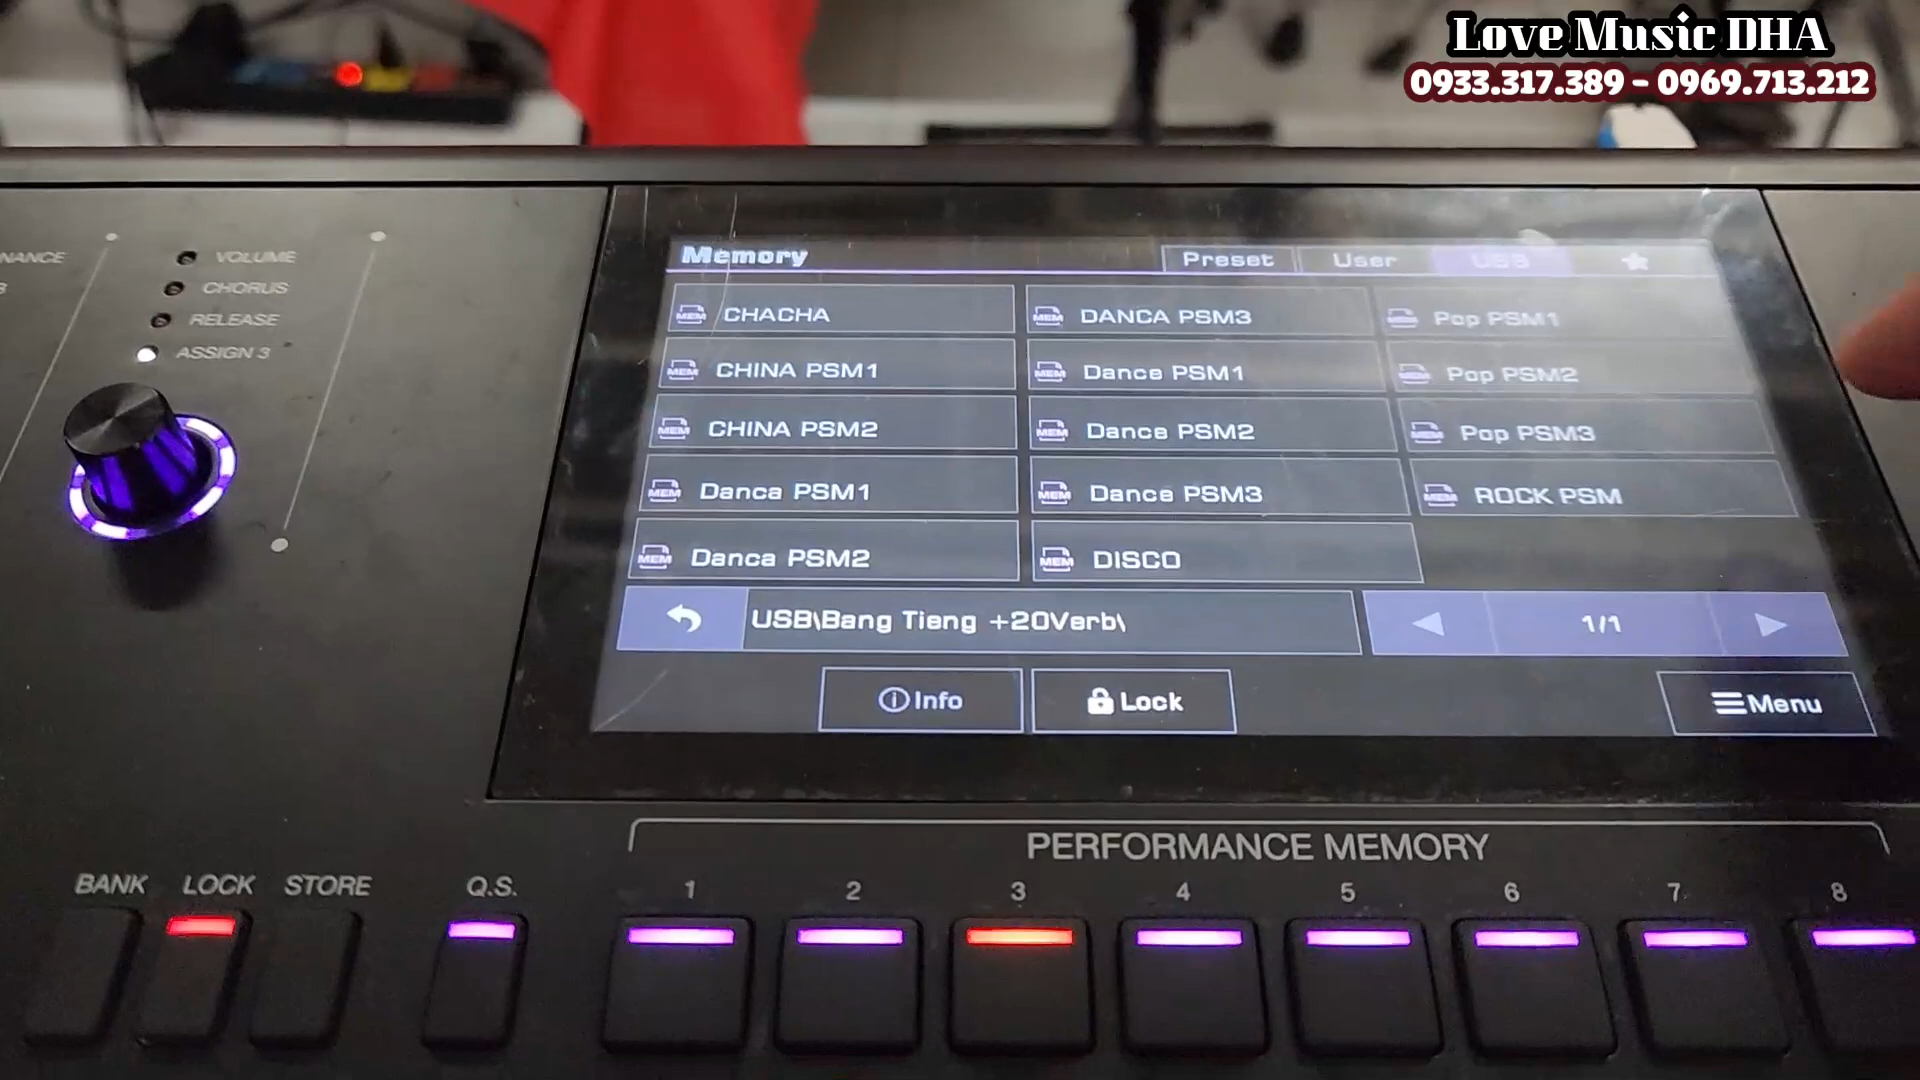 Love Music DHA
0933.317.389 - 0969.713.212
VOLUME
CHORUS
RELEASE
ASSIGN 3
Memory
Preset
User
USB
CHACHA
DANCA PSM3
Pop PSM1
CHINA PSM1
Dance PSM1
Pop PSM2
CHINA PSM2
Dance PSM2
Pop PSM3
Danca PSM1
Dance PSM3
ROCK PSM
Danca PSM2
DISCO
USB\Bang Tieng +20Verb\
1/1
Info
Lock
Menu
PERFORMANCE MEMORY
BANK
LOCK
STORE
Q.S.
1
2
3
4
5
6
7
8